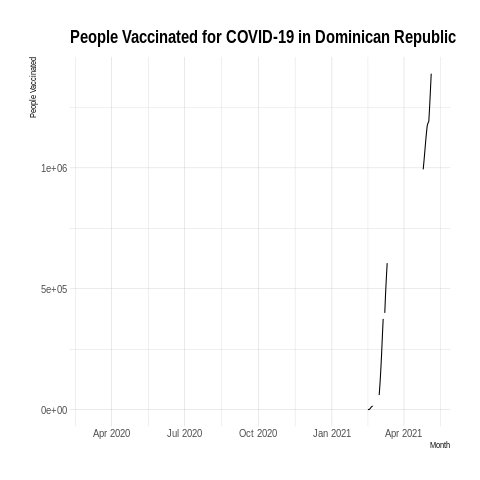 People Vaccinated for COVID-19 in Dominican Republic
People Vaccinated
1e+06
5e+05
0e+00
Apr 2020 Jul 2020 Oct 2020 Jan 2021 Apr 2021
Month